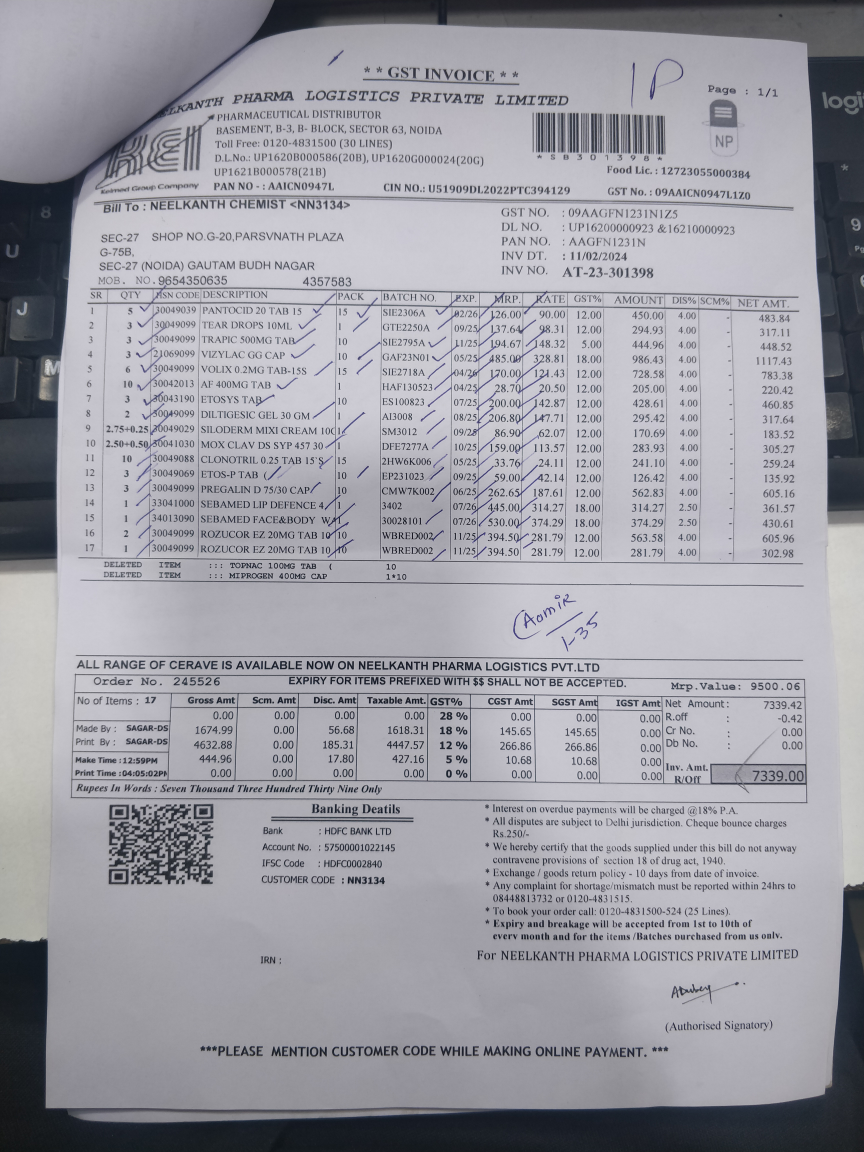 ** GST INVOICE **
1P
Page : 1/1
ELKANTH PHARMA LOGISTICS PRIVATE LIMITED
PHARMACEUTICAL DISTRIBUTOR
BASEMENT, B-3, B- BLOCK, SECTOR 63, NOIDA
Toll Free: 0120-4831500 (30 LINES)
D.L.No.: UP1620B000586(20B), UP1620G000024(20G)
UP1621B000578(21B)
KEI
Keimed Group Company
NP
*SB301398*
Food Lic. : 12723055000384
PAN NO - : AAICN0947L CIN NO.: U51909DL2022PTC394129 GST No. : 09AAICN0947L1Z0
Bill To : NEELKANTH CHEMIST <NN3134>
SEC-27 SHOP NO.G-20,PARSVNATH PLAZA
G-75B,
SEC-27 (NOIDA) GAUTAM BUDH NAGAR
MOB. NO. 9654350635 4357583
GST NO. : 09AAGFN1231N1Z5
DL NO. : UP16200000923 &16210000923
PAN NO. : AAGFN1231N
INV DT. : 11/02/2024
INV NO. AT-23-301398
SR QTY HSN CODE DESCRIPTION PACK BATCH NO. EXP. MRP. RATE GST% AMOUNT DIS% SCM% NET AMT.
1 5 30049039 PANTOCID 20 TAB 15 15 SIE2306A 02/26 126.00 90.00 12.00 450.00 4.00 - 483.84
2 3 30049099 TEAR DROPS 10ML 1 GTE2250A 09/25 137.64 98.31 12.00 294.93 4.00 - 317.11
3 3 30049099 TRAPIC 500MG TAB 10 SIE2795A 11/25 194.67 148.32 5.00 444.96 4.00 - 448.52
4 3 21069099 VIZYLAC GG CAP 10 GAF23N01 05/25 485.00 328.81 18.00 986.43 4.00 - 1117.43
5 6 30049099 VOLIX 0.2MG TAB-15S 15 SIE2718A 04/26 170.00 121.43 12.00 728.58 4.00 - 783.38
6 10 30042013 AF 400MG TAB 1 HAF130523 04/25 28.70 20.50 12.00 205.00 4.00 - 220.42
7 3 30043190 ETOSYS TAB 10 ES100823 07/25 200.00 142.87 12.00 428.61 4.00 - 460.85
8 2 30049099 DILTIGESIC GEL 30 GM 1 AI3008 08/25 206.80 147.71 12.00 295.42 4.00 - 317.64
9 2.75+0.25 30049029 SILODERM MIXI CREAM 10G SM3012 09/28 86.90 62.07 12.00 170.69 4.00 - 183.52
10 2.50+0.50 30041030 MOX CLAV DS SYP 457 30 1 DFE7277A 10/25 159.00 113.57 12.00 283.93 4.00 - 305.27
11 10 30049088 CLONOTRIL 0.25 TAB 15'S 15 2HW6K006 05/25 33.76 24.11 12.00 241.10 4.00 - 259.24
12 3 30049069 ETOS-P TAB ( 10 EP231023 09/25 59.00 42.14 12.00 126.42 4.00 - 135.92
13 3 30049099 PREGALIN D 75/30 CAP 10 CMW7K002 06/25 262.65 187.61 12.00 562.83 4.00 - 605.16
14 1 33041000 SEBAMED LIP DEFENCE 4. 1 3402 07/26 445.00 314.27 18.00 314.27 2.50 - 361.57
15 1 34013090 SEBAMED FACE&BODY WA 1 30028101 07/26 530.00 374.29 18.00 374.29 2.50 - 430.61
16 2 30049099 ROZUCOR EZ 20MG TAB 10 10 WBRED002 11/25 394.50 281.79 12.00 563.58 4.00 - 605.96
17 1 30049099 ROZUCOR EZ 20MG TAB 10 10 WBRED002 11/25 394.50 281.79 12.00 281.79 4.00 - 302.98
DELETED ITEM ::: TOPNAC 100MG TAB ( 10
DELETED ITEM ::: MIPROGEN 400MG CAP 1*10
Aamir
1-35
ALL RANGE OF CERAVE IS AVAILABLE NOW ON NEELKANTH PHARMA LOGISTICS PVT.LTD
Order No. 245526 EXPIRY FOR ITEMS PREFIXED WITH $$ SHALL NOT BE ACCEPTED. Mrp.Value: 9500.06
No of Items : 17
Made By : SAGAR-DS
Print By : SAGAR-DS
Make Time :12:59PM
Print Time :04:05:02PM
Gross Amt Scm. Amt Disc. Amt Taxable Amt. GST% CGST Amt SGST Amt IGST Amt
0.00 0.00 0.00 0.00 28 % 0.00 0.00 0.00
1674.99 0.00 56.68 1618.31 18 % 145.65 145.65 0.00
4632.88 0.00 185.31 4447.57 12 % 266.86 266.86 0.00
444.96 0.00 17.80 427.16 5 % 10.68 10.68 0.00
0.00 0.00 0.00 0.00 0 % 0.00 0.00 0.00
Net Amount: 7339.42
R.off : -0.42
Cr No. : 0.00
Db No. : 0.00
Inv. Amt. R/Off 7339.00
Rupees In Words : Seven Thousand Three Hundred Thirty Nine Only
Banking Deatils
Bank : HDFC BANK LTD
Account No. : 57500001022145
IFSC Code : HDFC0002840
CUSTOMER CODE : NN3134
* Interest on overdue payments will be charged @18% P.A.
* All disputes are subject to Delhi jurisdiction. Cheque bounce charges
Rs.250/-
* We hereby certify that the goods supplied under this bill do not anyway
contravene provisions of section 18 of drug act, 1940.
* Exchange / goods return policy - 10 days from date of invoice.
* Any complaint for shortage/mismatch must be reported within 24hrs to
08448813732 or 0120-4831515.
* To book your order call: 0120-4831500-524 (25 Lines).
* Expiry and breakage will be accepted from 1st to 10th of
every month and for the items /Batches purchased from us only.
IRN :
For NEELKANTH PHARMA LOGISTICS PRIVATE LIMITED
ADubey
(Authorised Signatory)
***PLEASE MENTION CUSTOMER CODE WHILE MAKING ONLINE PAYMENT. ***
logi
8
9
U
J
M
6
3